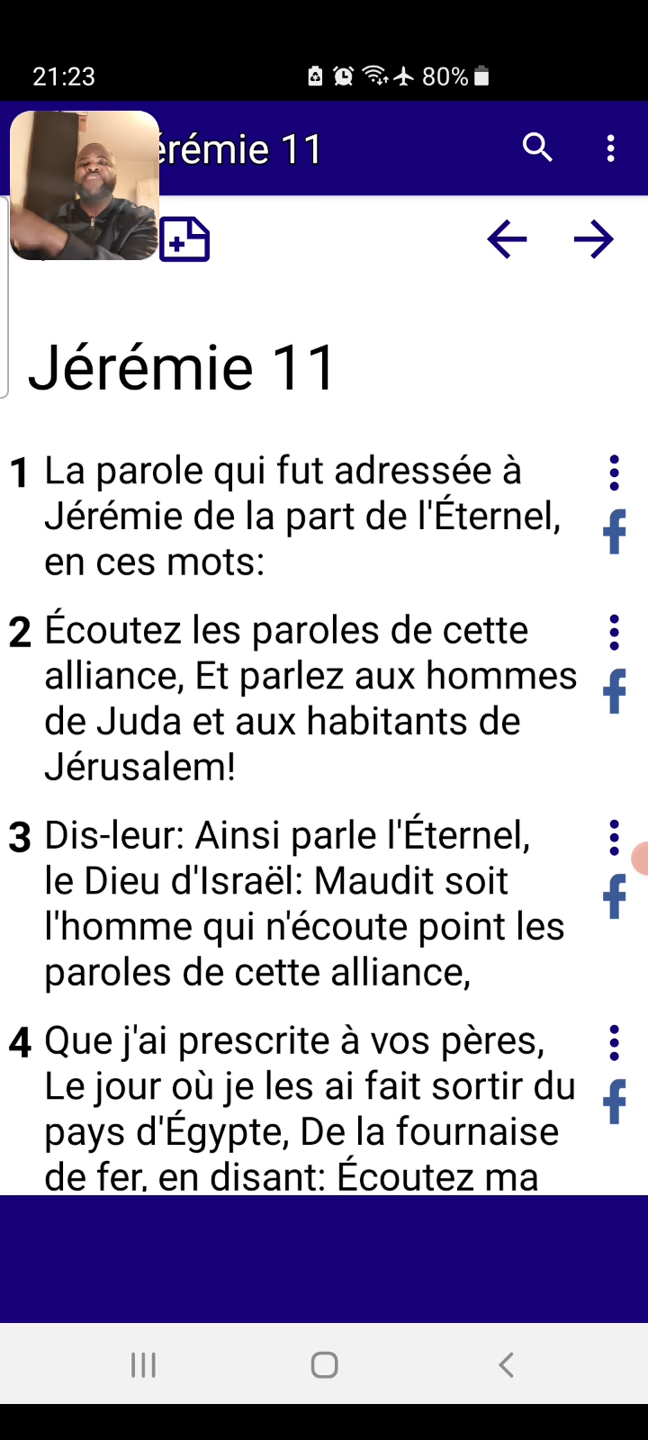 21:23
80%
érémie 11
Jérémie 11
1 La parole qui fut adressée à
Jérémie de la part de l'Éternel,
en ces mots:
2 Écoutez les paroles de cette
alliance, Et parlez aux hommes
de Juda et aux habitants de
Jérusalem!
3 Dis-leur: Ainsi parle l'Éternel,
le Dieu d'Israël: Maudit soit
l'homme qui n'écoute point les
paroles de cette alliance,
4 Que j'ai prescrite à vos pères,
Le jour où je les ai fait sortir du
pays d'Égypte, De la fournaise
de fer, en disant: Écoutez ma